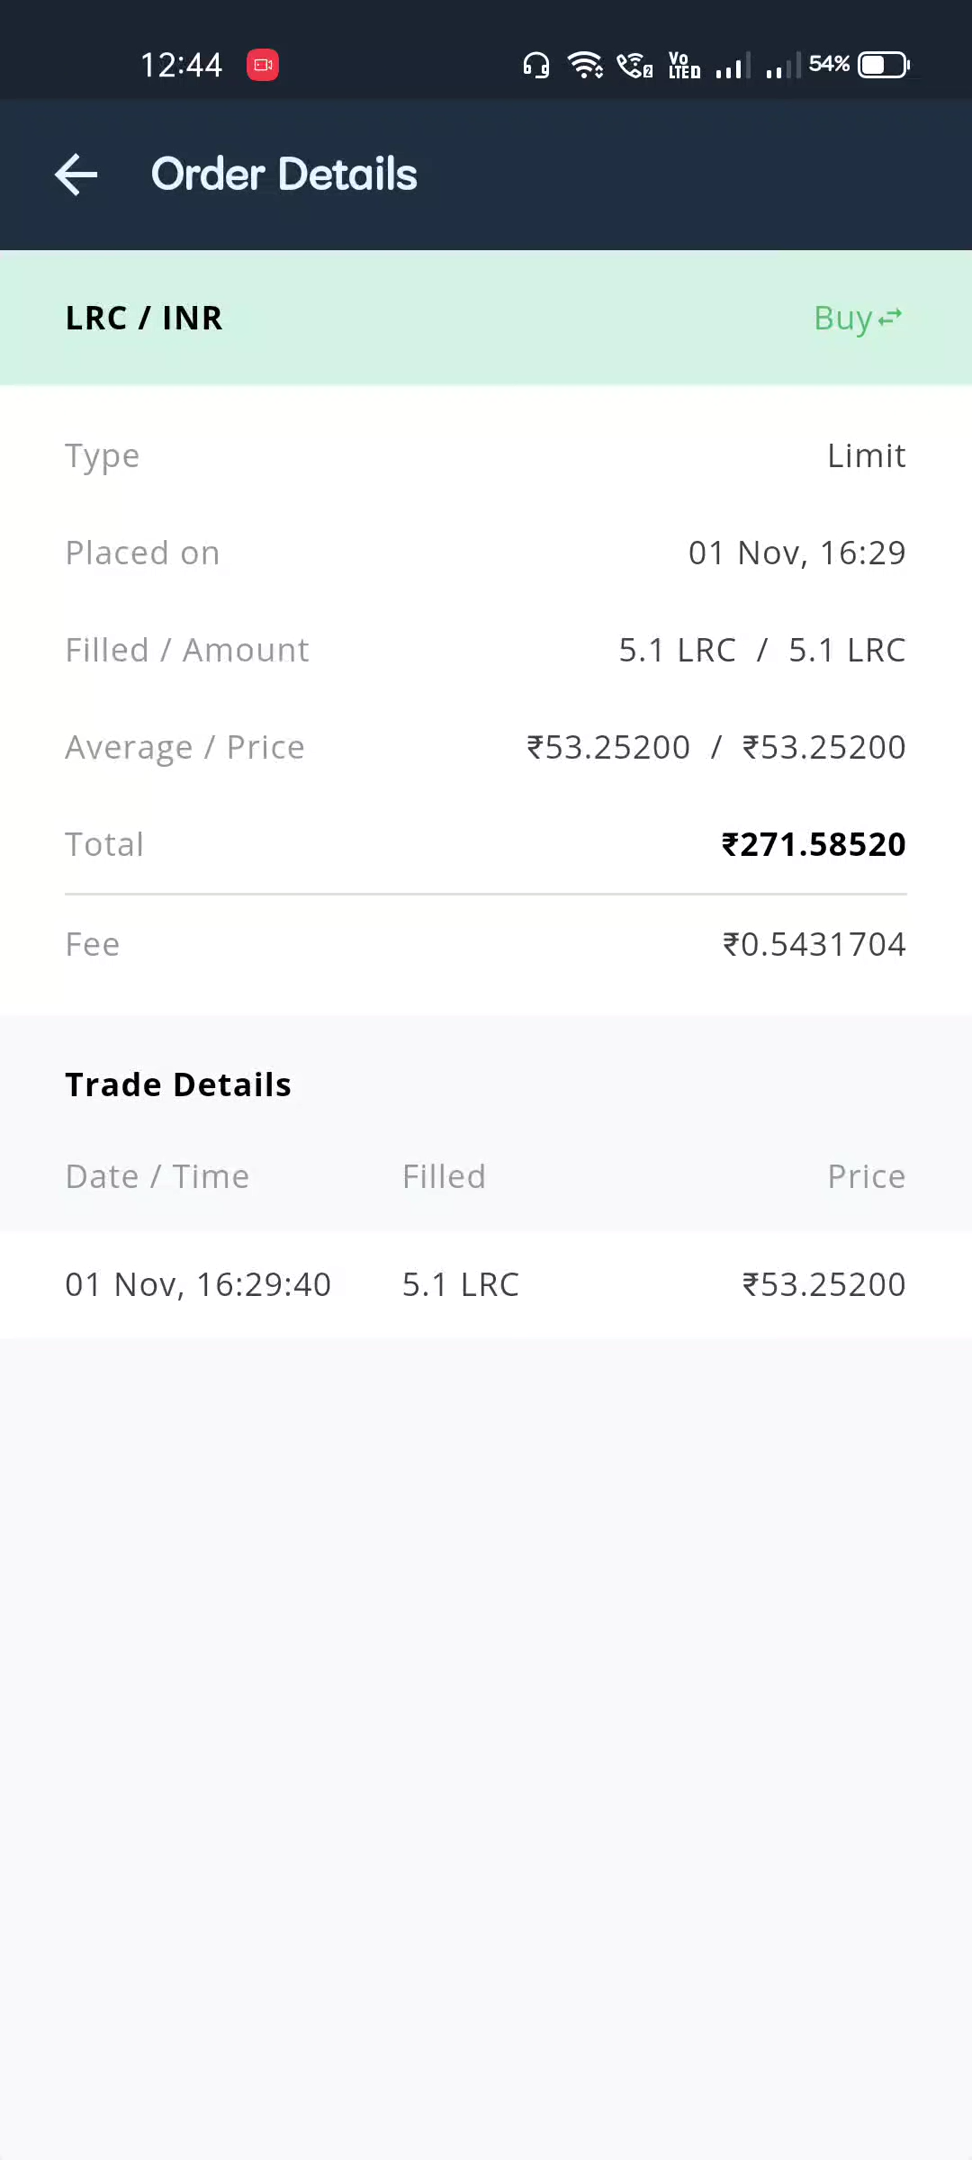 12:44 VO LTED 54%
Order Details
LRC / INR Buy
Type Limit
Placed on 01 Nov, 16:29
Filled / Amount 5.1 LRC / 5.1 LRC
Average / Price ₹53.25200 / ₹53.25200
Total ₹271.58520
Fee ₹0.5431704
Trade Details
Date / Time Filled Price
01 Nov, 16:29:40 5.1 LRC ₹53.25200